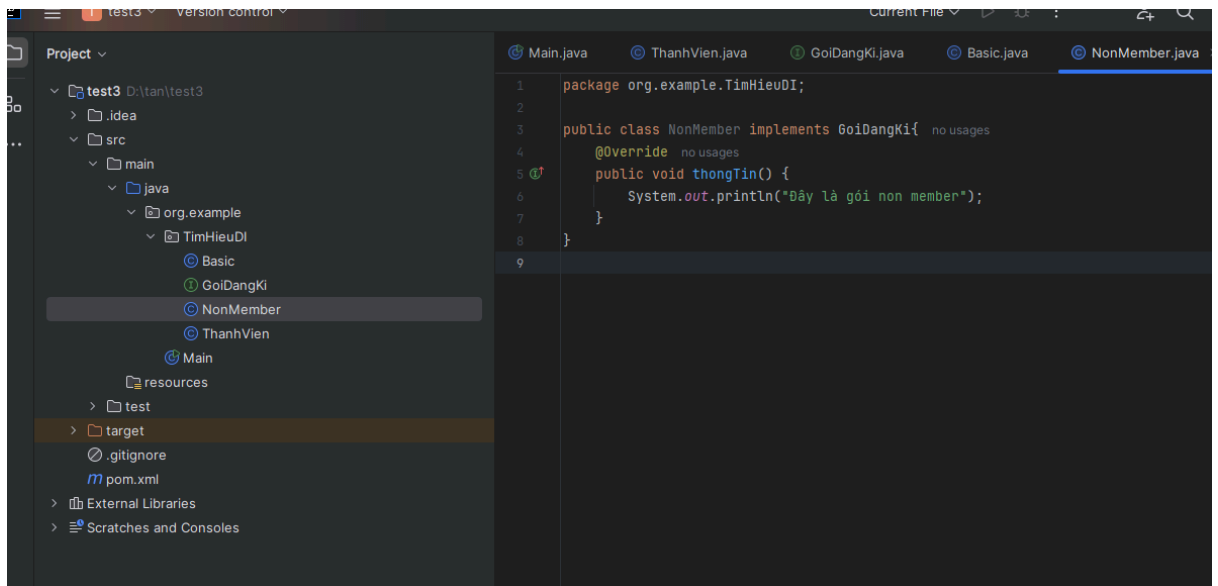 test3
Version control
Current File
Project
Main.java
ThanhVien.java
GoiDangKi.java
Basic.java
NonMember.java
test3 D:\tan\test3
.idea
src
main
java
org.example
TimHieuDI
Basic
GoiDangKi
NonMember
ThanhVien
Main
resources
test
target
.gitignore
pom.xml
External Libraries
Scratches and Consoles
1 package org.example.TimHieuDI;
2
3 public class NonMember implements GoiDangKi{ no usages
4 @Override no usages
5 public void thongTin() {
6 System.out.println("Đây là gói non member");
7 }
8 }
9